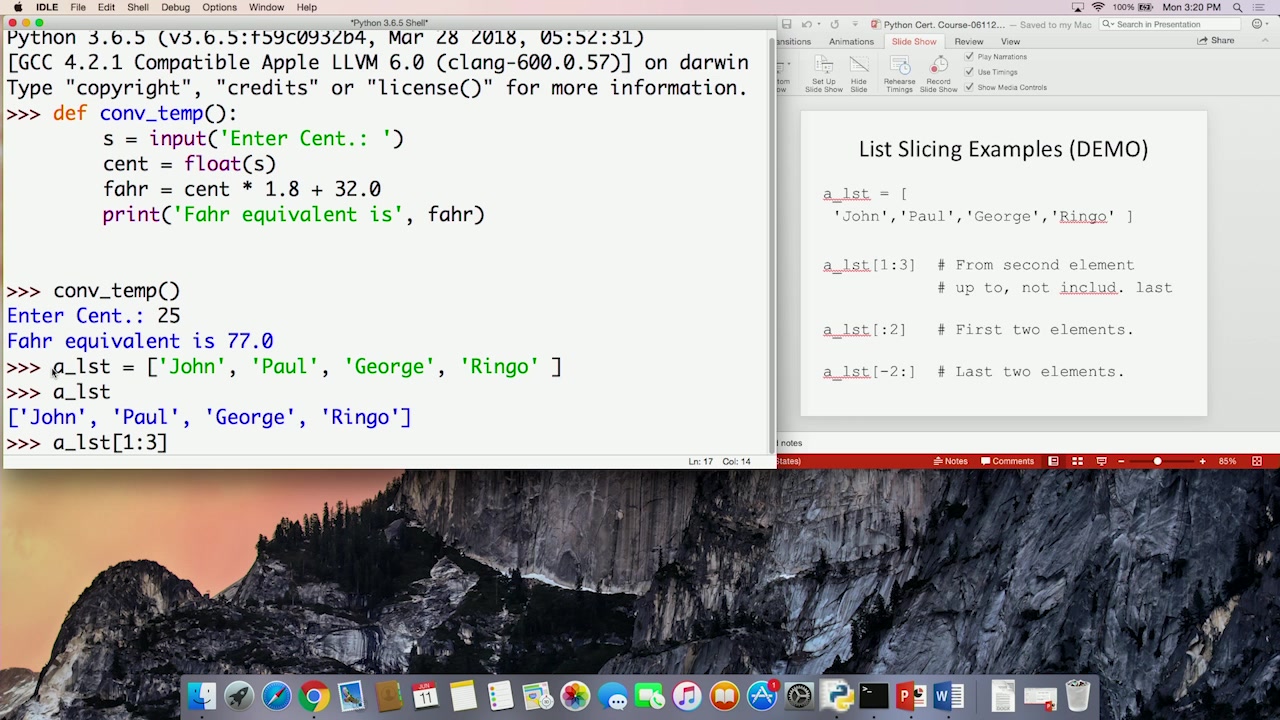 IDLE File Edit Shell Debug Options Window Help
100% Mon 3:20 PM
*Python 3.6.5 Shell*
Python 3.6.5 (v3.6.5:f59c0932b4, Mar 28 2018, 05:52:31)
[GCC 4.2.1 Compatible Apple LLVM 6.0 (clang-600.0.57)] on darwin
Type "copyright", "credits" or "license()" for more information.
>>> def conv_temp():
s = input('Enter Cent.: ')
cent = float(s)
fahr = cent * 1.8 + 32.0
print('Fahr equivalent is', fahr)
>>> conv_temp()
Enter Cent.: 25
Fahr equivalent is 77.0
>>> a_lst = ['John', 'Paul', 'George', 'Ringo' ]
>>> a_lst
['John', 'Paul', 'George', 'Ringo']
>>> a_lst[1:3]
Ln: 17 Col: 14
Python Cert. Course-06112... — Saved to my Mac
Search in Presentation
Animations Slide Show Review View
Share
Set Up
Slide Show
Hide
Slide
Rehearse
Timings
Record
Slide Show
Play Narrations
Use Timings
Show Media Controls
List Slicing Examples (DEMO)
a_lst = [
'John','Paul','George','Ringo' ]
a_lst[1:3] # From second element
# up to, not includ. last
a_lst[:2] # First two elements.
a_lst[-2:] # Last two elements.
notes
States)
Notes Comments 85%
JUN
11
1